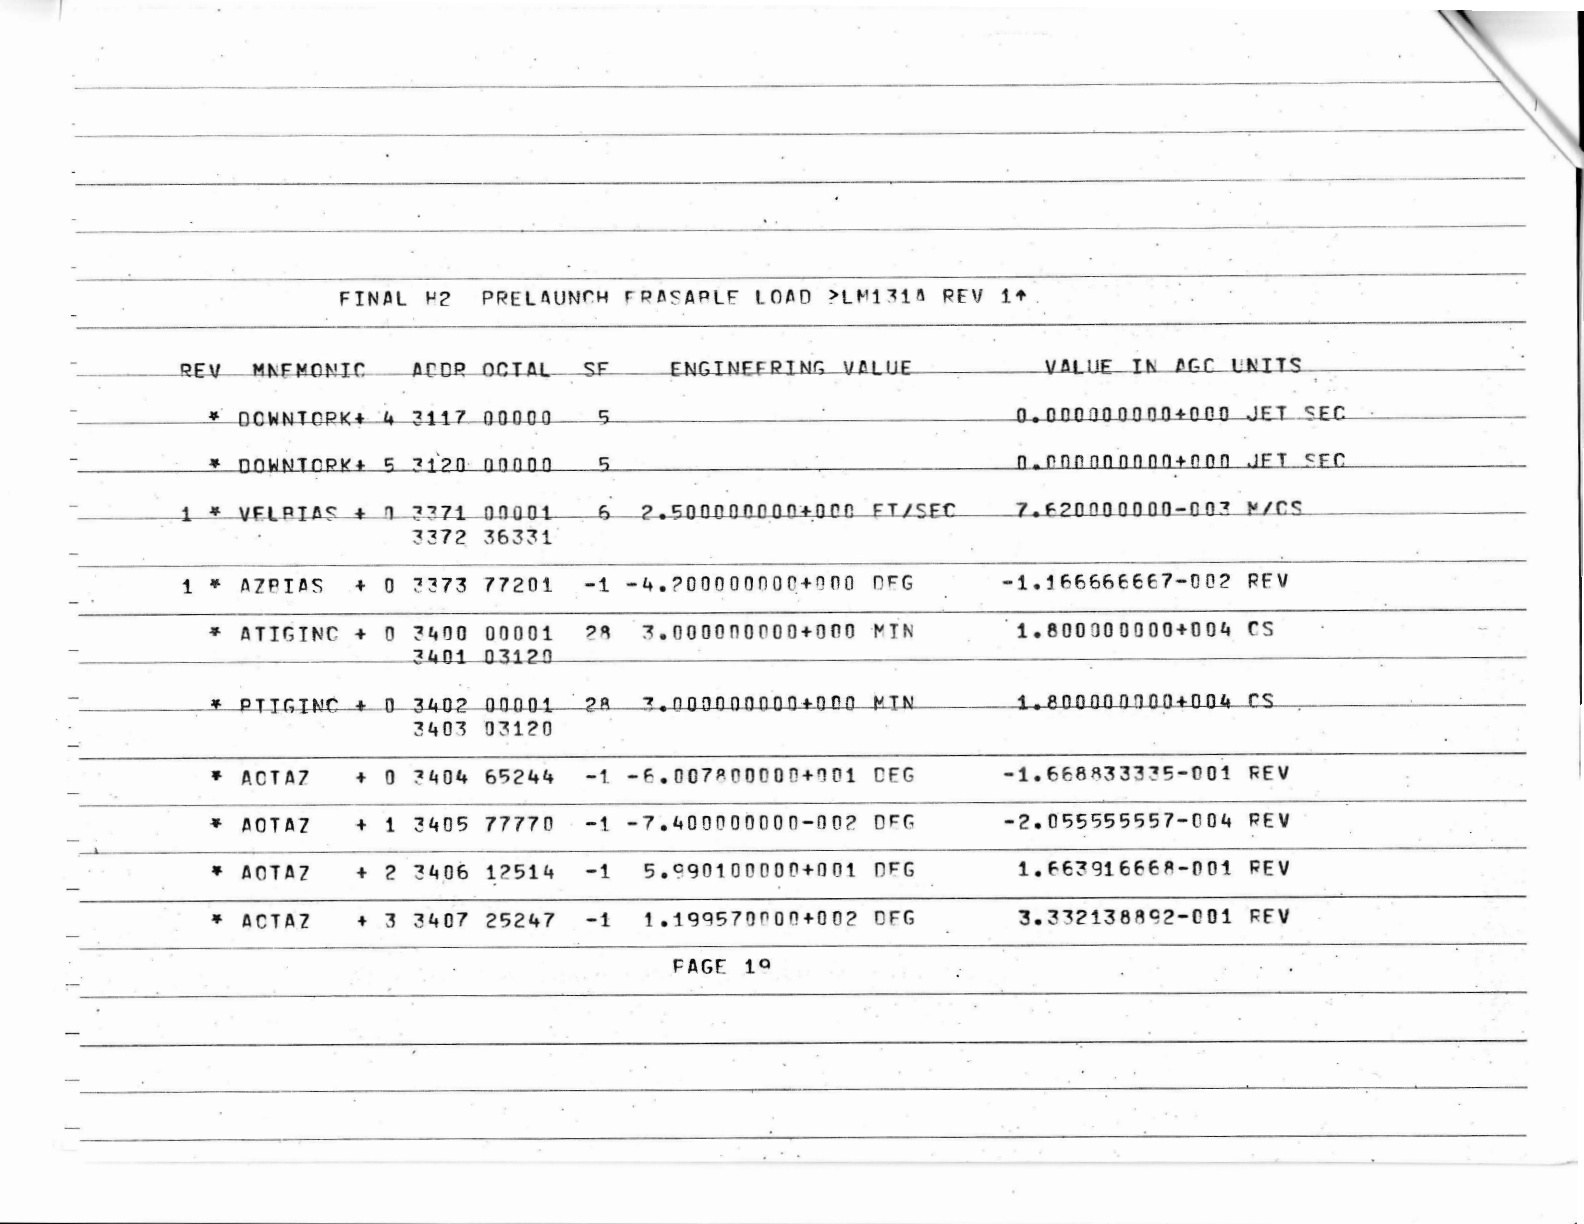 FINAL H2 PRELAUNCH ERASABLE LOAD >LM131A REV 1↑
REV MNEMONIC ADDR OCTAL SF ENGINEERING VALUE VALUE IN AGC UNITS
* DOWNTORK+ 4 3117 00000 5 0.000000000+000 JET SEC
* DOWNTORK+ 5 3120 00000 5 0.000000000+000 JET SEC
1 * VELBIAS + 0 3371 00001 6 2.500000000+000 FT/SEC 7.620000000-003 M/CS
3372 36331
1 * AZBIAS + 0 3373 77201 -1 -4.200000000+000 DEG -1.166666667-002 REV
* ATIGINC + 0 3400 00001 28 3.000000000+000 MIN 1.800000000+004 CS
3401 03120
* PTIGINC + 0 3402 00001 28 3.000000000+000 MIN 1.800000000+004 CS
3403 03120
* AOTAZ + 0 3404 65244 -1 -6.007800000+001 DEG -1.668833335-001 REV
* AOTAZ + 1 3405 77770 -1 -7.400000000-002 DEG -2.055555557-004 REV
* AOTAZ + 2 3406 12514 -1 5.990100000+001 DEG 1.663916668-001 REV
* AOTAZ + 3 3407 25247 -1 1.199570000+002 DEG 3.332138892-001 REV
PAGE 19